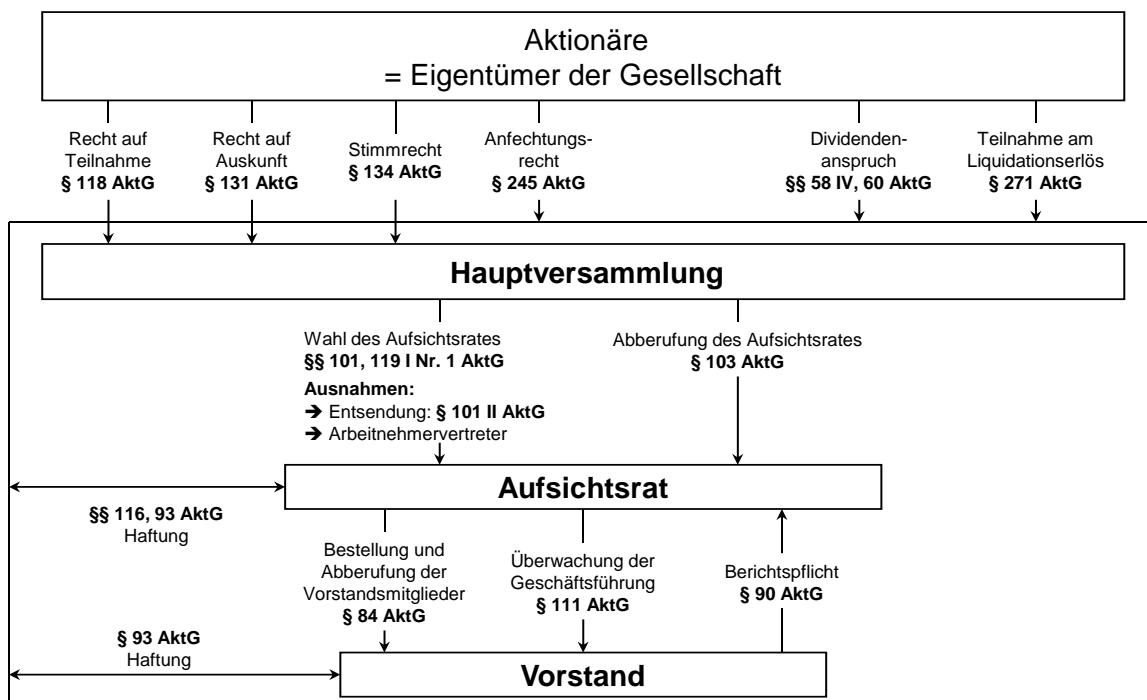 Aktionäre
= Eigentümer der Gesellschaft
Recht auf
Teilnahme
§ 118 AktG
Recht auf
Auskunft
§ 131 AktG
Stimmrecht
§ 134 AktG
Anfechtungs-
recht
§ 245 AktG
Dividenden-
anspruch
§§ 58 IV, 60 AktG
Teilnahme am
Liquidationserlös
§ 271 AktG
Hauptversammlung
Wahl des Aufsichtsrates
§§ 101, 119 I Nr. 1 AktG
Ausnahmen:
➔ Entsendung: § 101 II AktG
➔ Arbeitnehmervertreter
Abberufung des Aufsichtsrates
§ 103 AktG
Aufsichtsrat
§§ 116, 93 AktG
Haftung
Bestellung und
Abberufung der
Vorstandsmitglieder
§ 84 AktG
Überwachung der
Geschäftsführung
§ 111 AktG
Berichtspflicht
§ 90 AktG
§ 93 AktG
Haftung
Vorstand